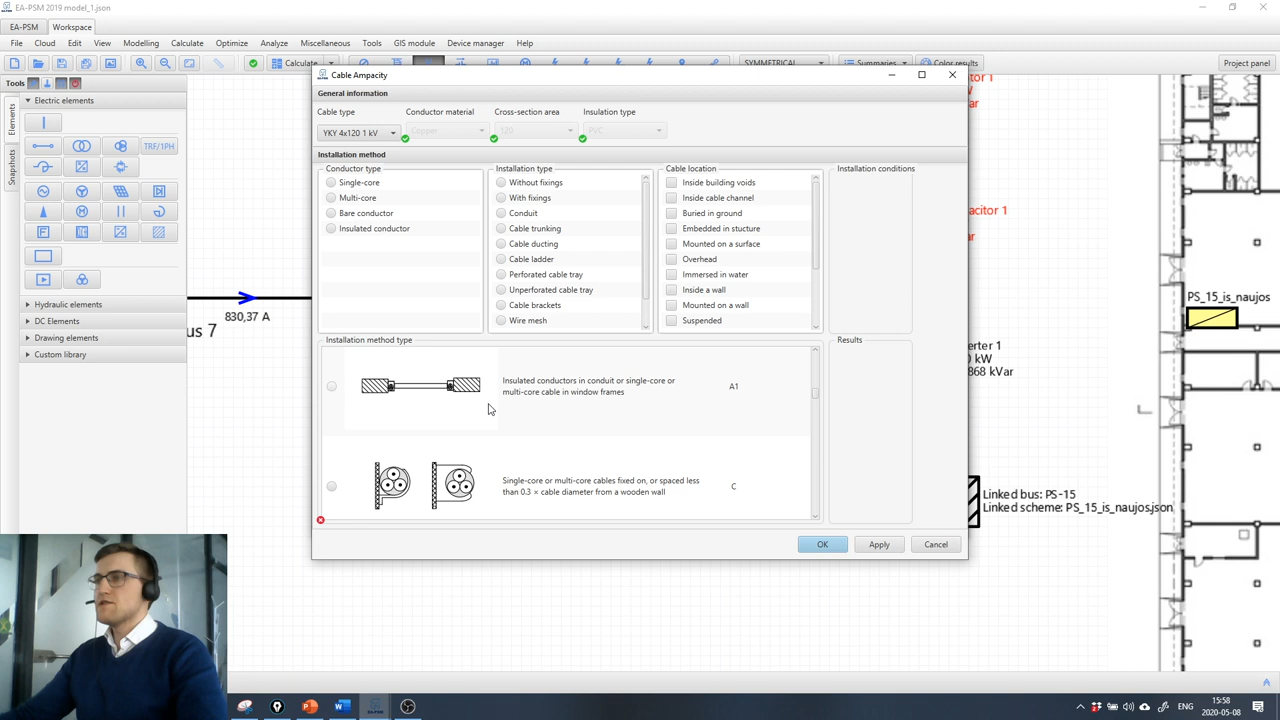 EA-PSM 2019 model_1.json
EA-PSM
Workspace
File
Cloud
Edit
View
Modelling
Calculate
Optimize
Analyze
Miscellaneous
Tools
GIS module
Device manager
Help
Calculate
SYMMETRICAL
Summaries
Color results
Project panel
Tools
Elements
Snapshots
Electric elements
TRF/1PH
Hydraulic elements
DC Elements
Drawing elements
Custom library
830,37 A
us 7
Cable Ampacity
General information
Cable type
Conductor material
Cross-section area
Insulation type
YKY 4x120 1 kV
Copper
120
PVC
Installation method
Conductor type
Single-core
Multi-core
Bare conductor
Insulated conductor
Installation type
Without fixings
With fixings
Conduit
Cable trunking
Cable ducting
Cable ladder
Perforated cable tray
Unperforated cable tray
Cable brackets
Wire mesh
Cable location
Inside building voids
Inside cable channel
Buried in ground
Embedded in stucture
Mounted on a surface
Overhead
Immersed in water
Inside a wall
Mounted on a wall
Suspended
Installation conditions
Installation method type
Insulated conductors in conduit or single-core or
multi-core cable in window frames
A1
Single-core or multi-core cables fixed on, or spaced less
than 0.3 × cable diameter from a wooden wall
C
Results
OK
Apply
Cancel
tor 1
W
ar
acitor 1
ar
erter 1
0 kW
868 kVar
PS_15_is_naujos
Linked bus: PS-15
Linked scheme: PS_15_is_naujos.json
ENG
15:58
2020-05-08